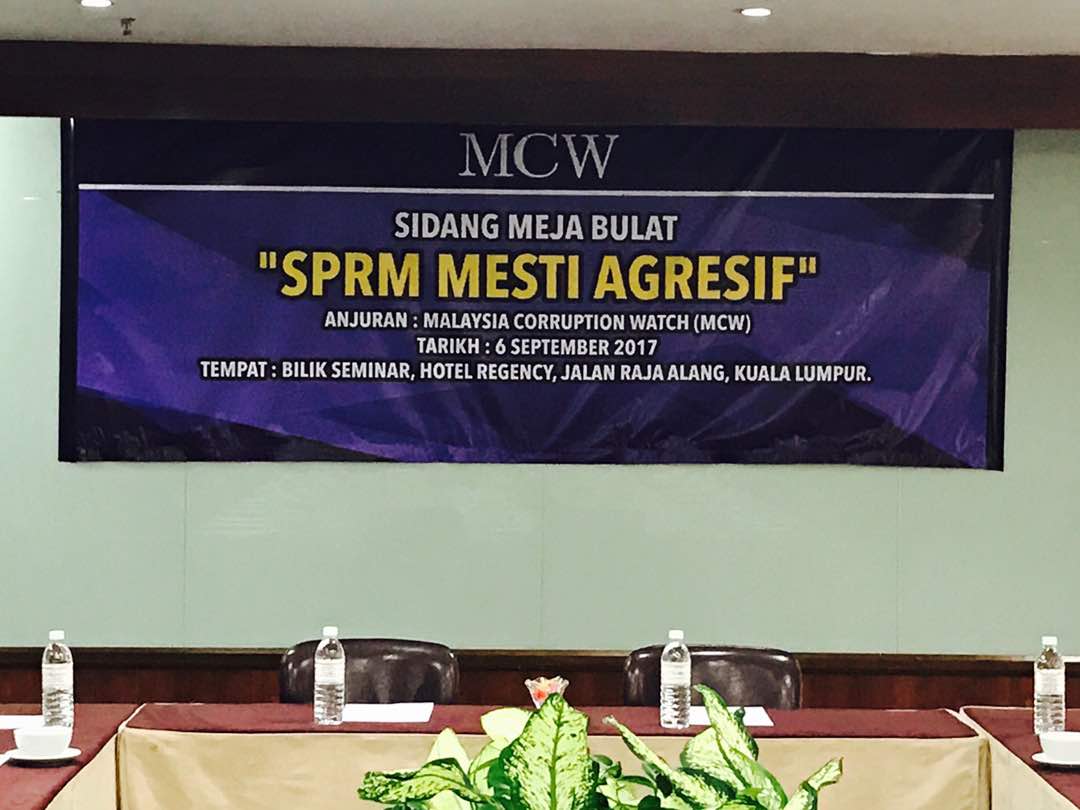 MCW
SIDANG MEJA BULAT
"SPRM MESTI AGRESIF"
ANJURAN : MALAYSIA CORRUPTION WATCH (MCW)
TARIKH : 6 SEPTEMBER 2017
TEMPAT : BILIK SEMINAR, HOTEL REGENCY, JALAN RAJA ALANG, KUALA LUMPUR.